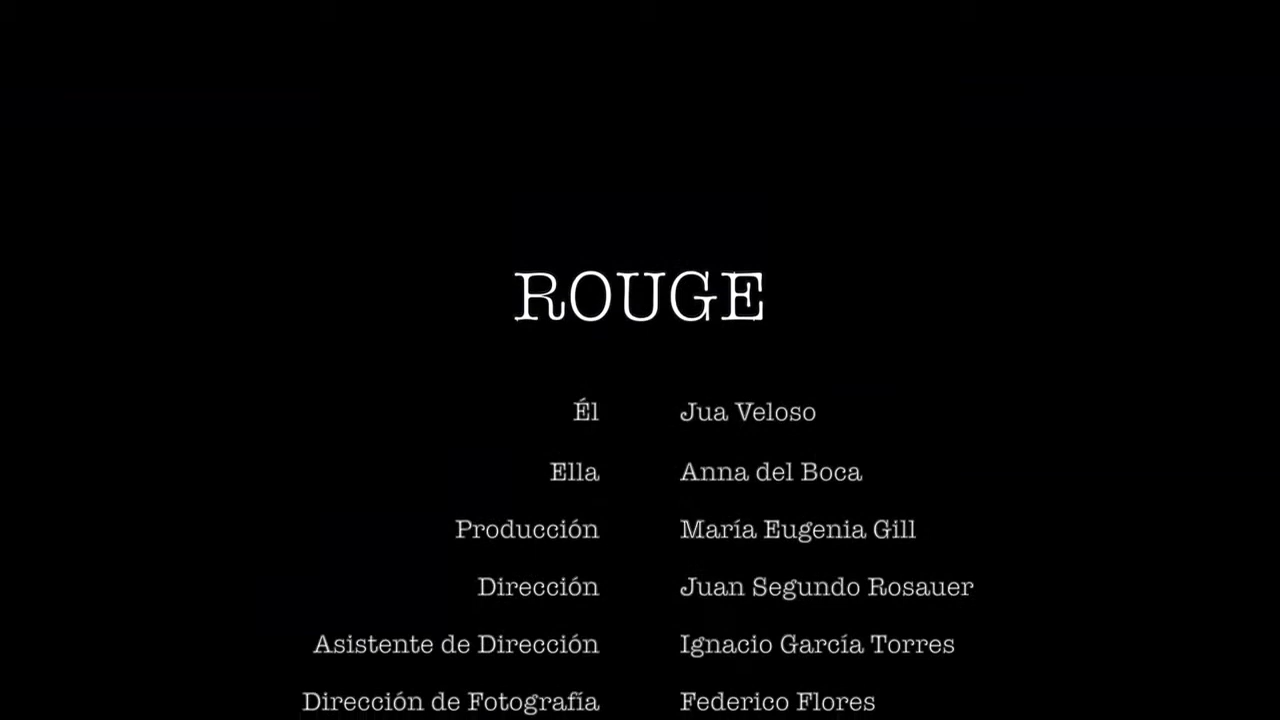 ROUGE
Él Jua Veloso
Ella Anna del Boca
Producción María Eugenia Gill
Dirección Juan Segundo Rosauer
Asistente de Dirección Ignacio García Torres
Dirección de Fotografía Federico Flores